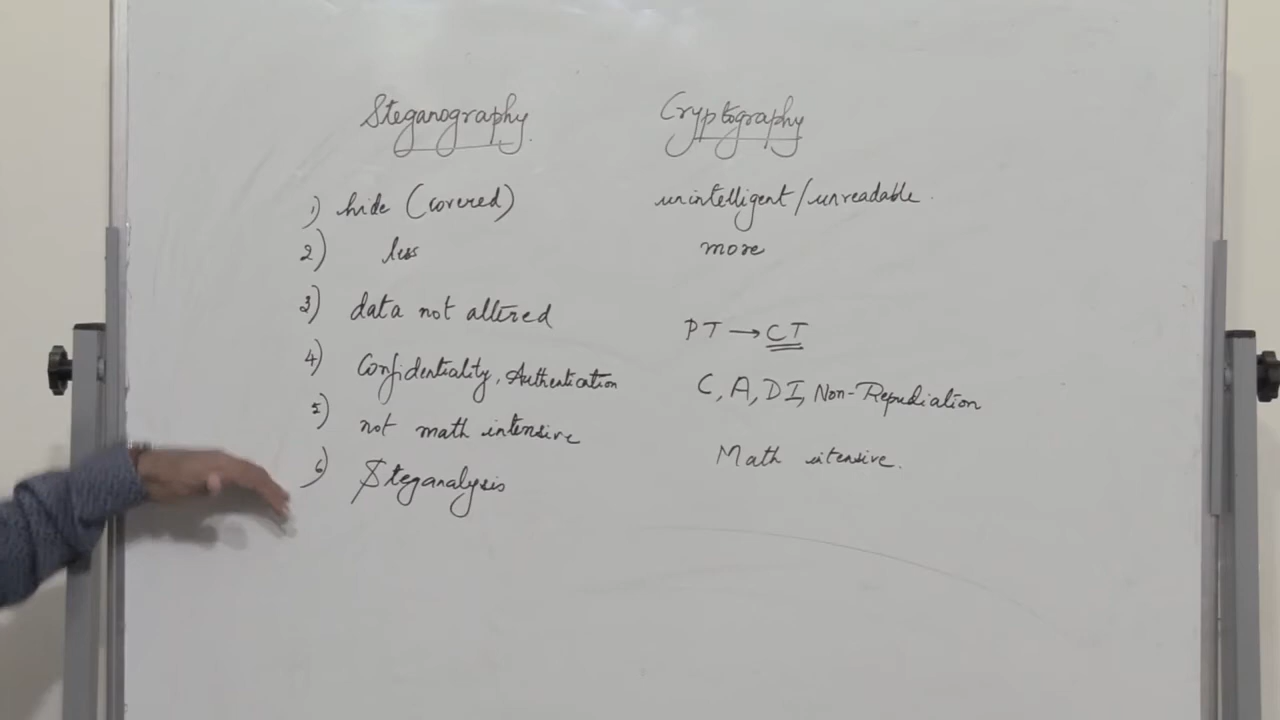 Steganography Cryptography
1) hide (covered) unintelligent/unreadable.
2) less more
3) data not altered PT → CT
4) Confidentiality, Authentication C, A, DI, Non-Repudiation
5) not math intensive Math intensive.
6) Steganalysis